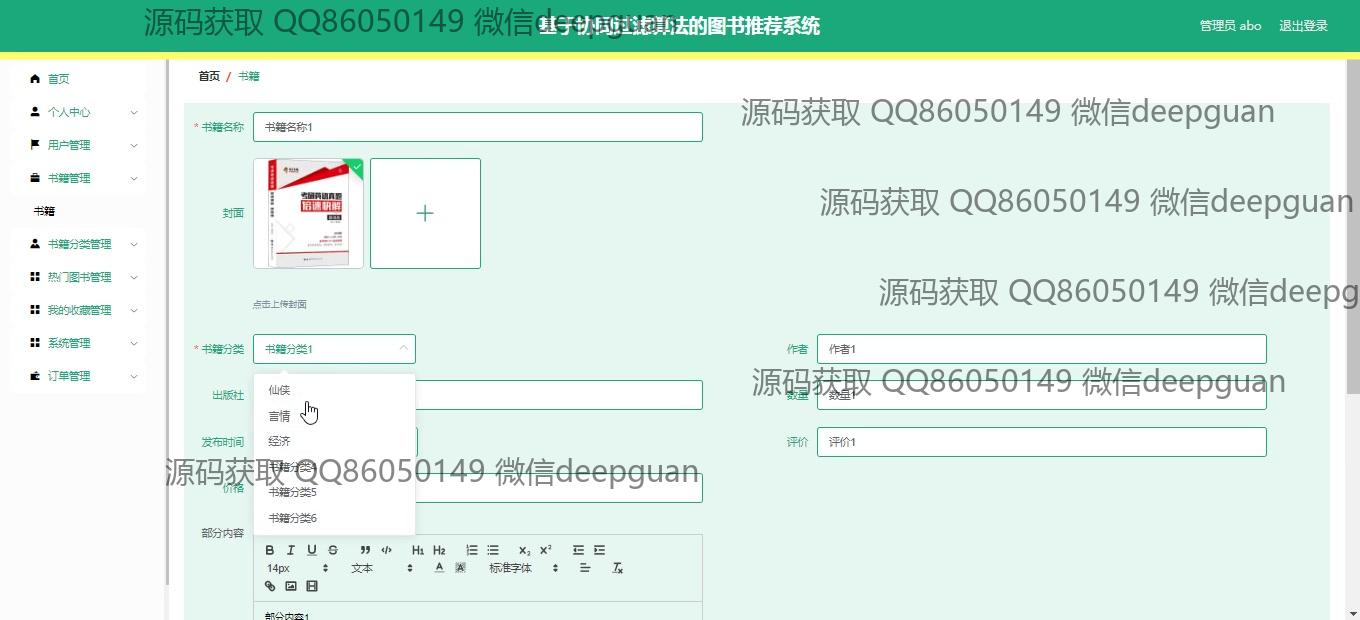 源码获取 QQ86050149 微信deepguan
基于协同过滤算法的图书推荐系统
管理员 abo
退出登录
首页
个人中心
用户管理
书籍管理
书籍
书籍分类管理
热门图书管理
我的收藏管理
系统管理
订单管理
首页 / 书籍
* 书籍名称
书籍名称1
源码获取 QQ86050149 微信deepguan
封面
考研英语真题
点击上传封面
源码获取 QQ86050149 微信deepguan
源码获取 QQ86050149 微信deepg
* 书籍分类
书籍分类1
作者
作者1
仙侠
言情
经济
书籍分类4
书籍分类5
书籍分类6
出版社
数量
数量1
源码获取 QQ86050149 微信deepguan
发布时间
评价
评价1
源码获取 QQ86050149 微信deepguan
价格
部分内容
B I U S ” </> H1 H2 X2 X2
14px 文本 A A 标准字体 Tx
部分内容1